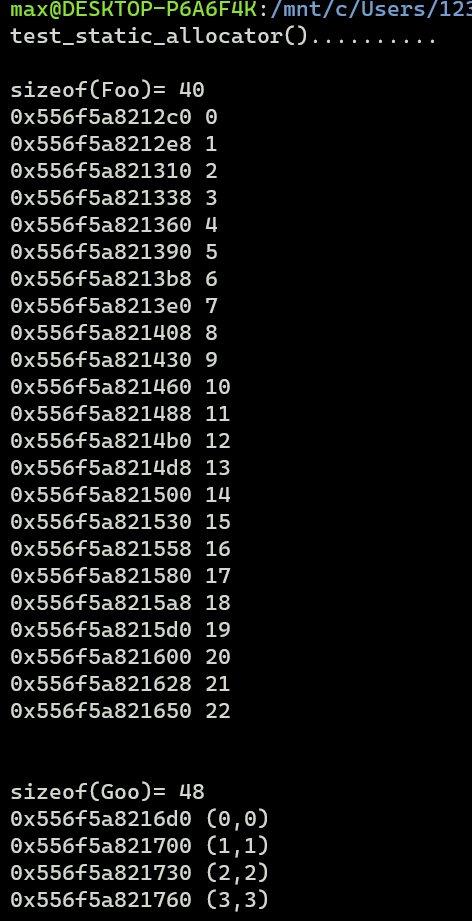 max@DESKTOP-P6A6F4K:/mnt/c/Users/123
test_static_allocator()..........
sizeof(Foo)= 40
0x556f5a8212c0 0
0x556f5a8212e8 1
0x556f5a821310 2
0x556f5a821338 3
0x556f5a821360 4
0x556f5a821390 5
0x556f5a8213b8 6
0x556f5a8213e0 7
0x556f5a821408 8
0x556f5a821430 9
0x556f5a821460 10
0x556f5a821488 11
0x556f5a8214b0 12
0x556f5a8214d8 13
0x556f5a821500 14
0x556f5a821530 15
0x556f5a821558 16
0x556f5a821580 17
0x556f5a8215a8 18
0x556f5a8215d0 19
0x556f5a821600 20
0x556f5a821628 21
0x556f5a821650 22
sizeof(Goo)= 48
0x556f5a8216d0 (0,0)
0x556f5a821700 (1,1)
0x556f5a821730 (2,2)
0x556f5a821760 (3,3)